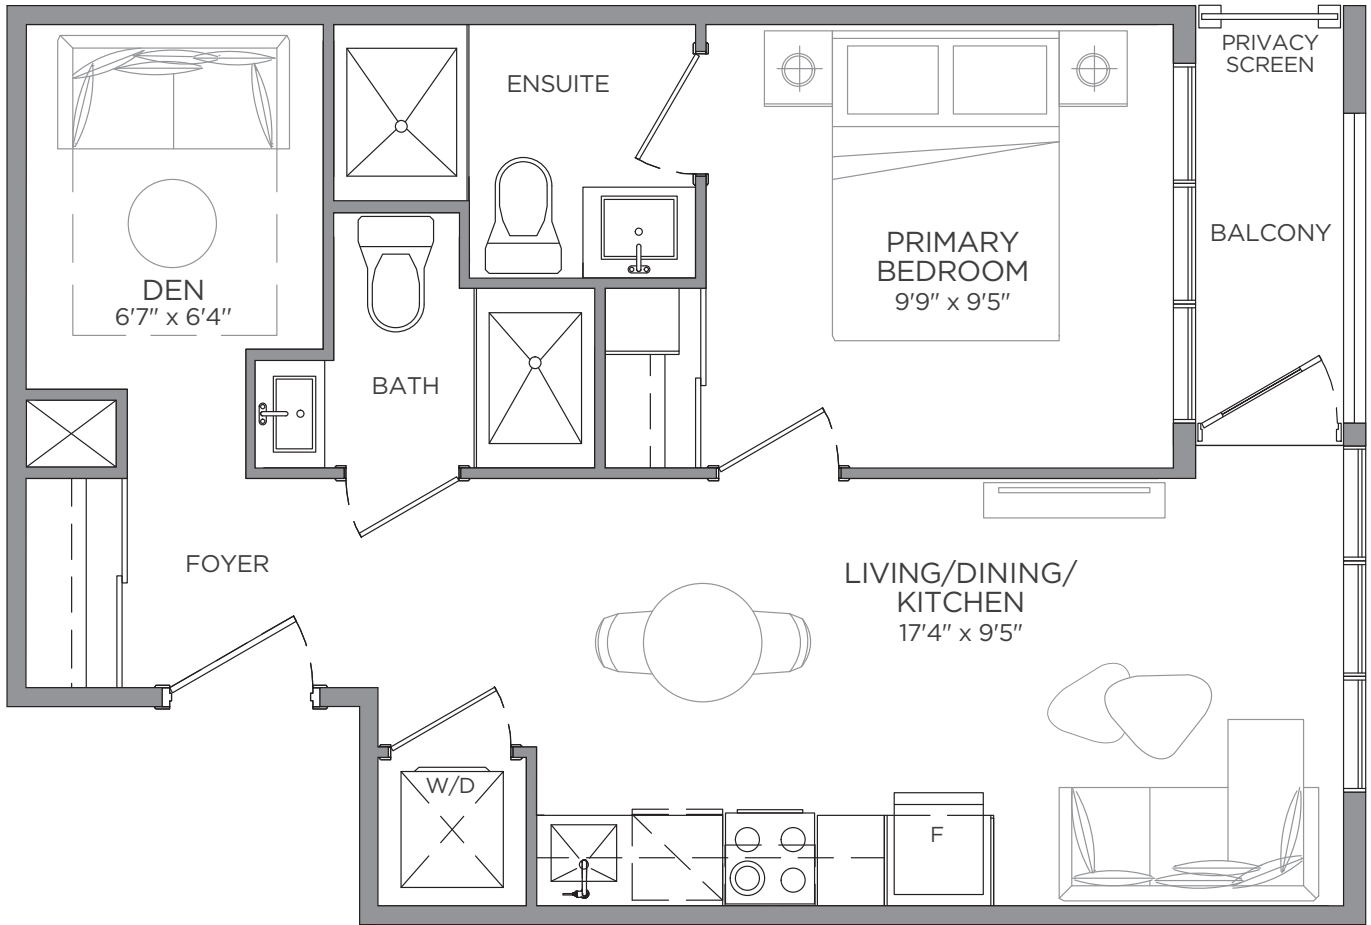 PRIVACY
SCREEN
ENSUITE
BALCONY
PRIMARY
BEDROOM
9'9" x 9'5"
DEN
6'7" x 6'4"
BATH
FOYER
LIVING/DINING/
KITCHEN
17'4" x 9'5"
W/D
F